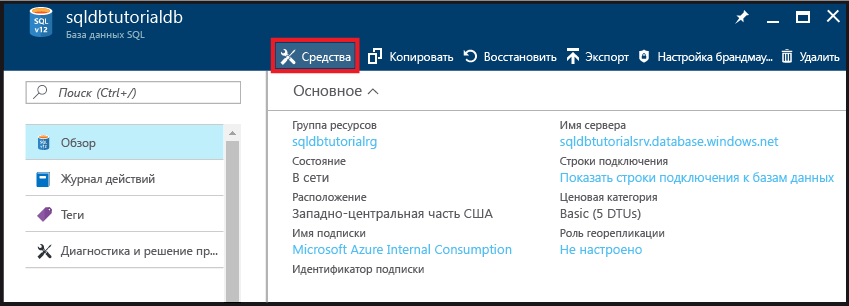 SQL
v12
sqldbtutorialdb
База данных SQL
Средства Копировать Восстановить Экспорт Настройка брандмау... Удалить
Поиск (Ctrl+/)
Обзор
Журнал действий
Теги
Диагностика и решение пр...
Основное
Группа ресурсов
sqldbtutorialrg
Состояние
В сети
Расположение
Западно-центральная часть США
Имя подписки
Microsoft Azure Internal Consumption
Идентификатор подписки
Имя сервера
sqldbtutorialsrv.database.windows.net
Строки подключения
Показать строки подключения к базам данных
Ценовая категория
Basic (5 DTUs)
Роль георепликации
Не настроено